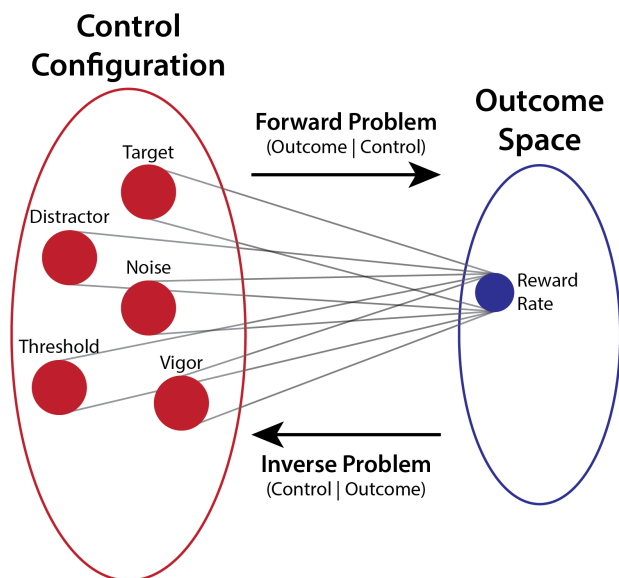 Control
Configuration
Outcome
Space
Forward Problem
(Outcome | Control)
Target
Distractor
Noise
Threshold
Vigor
Reward
Rate
Inverse Problem
(Control | Outcome)